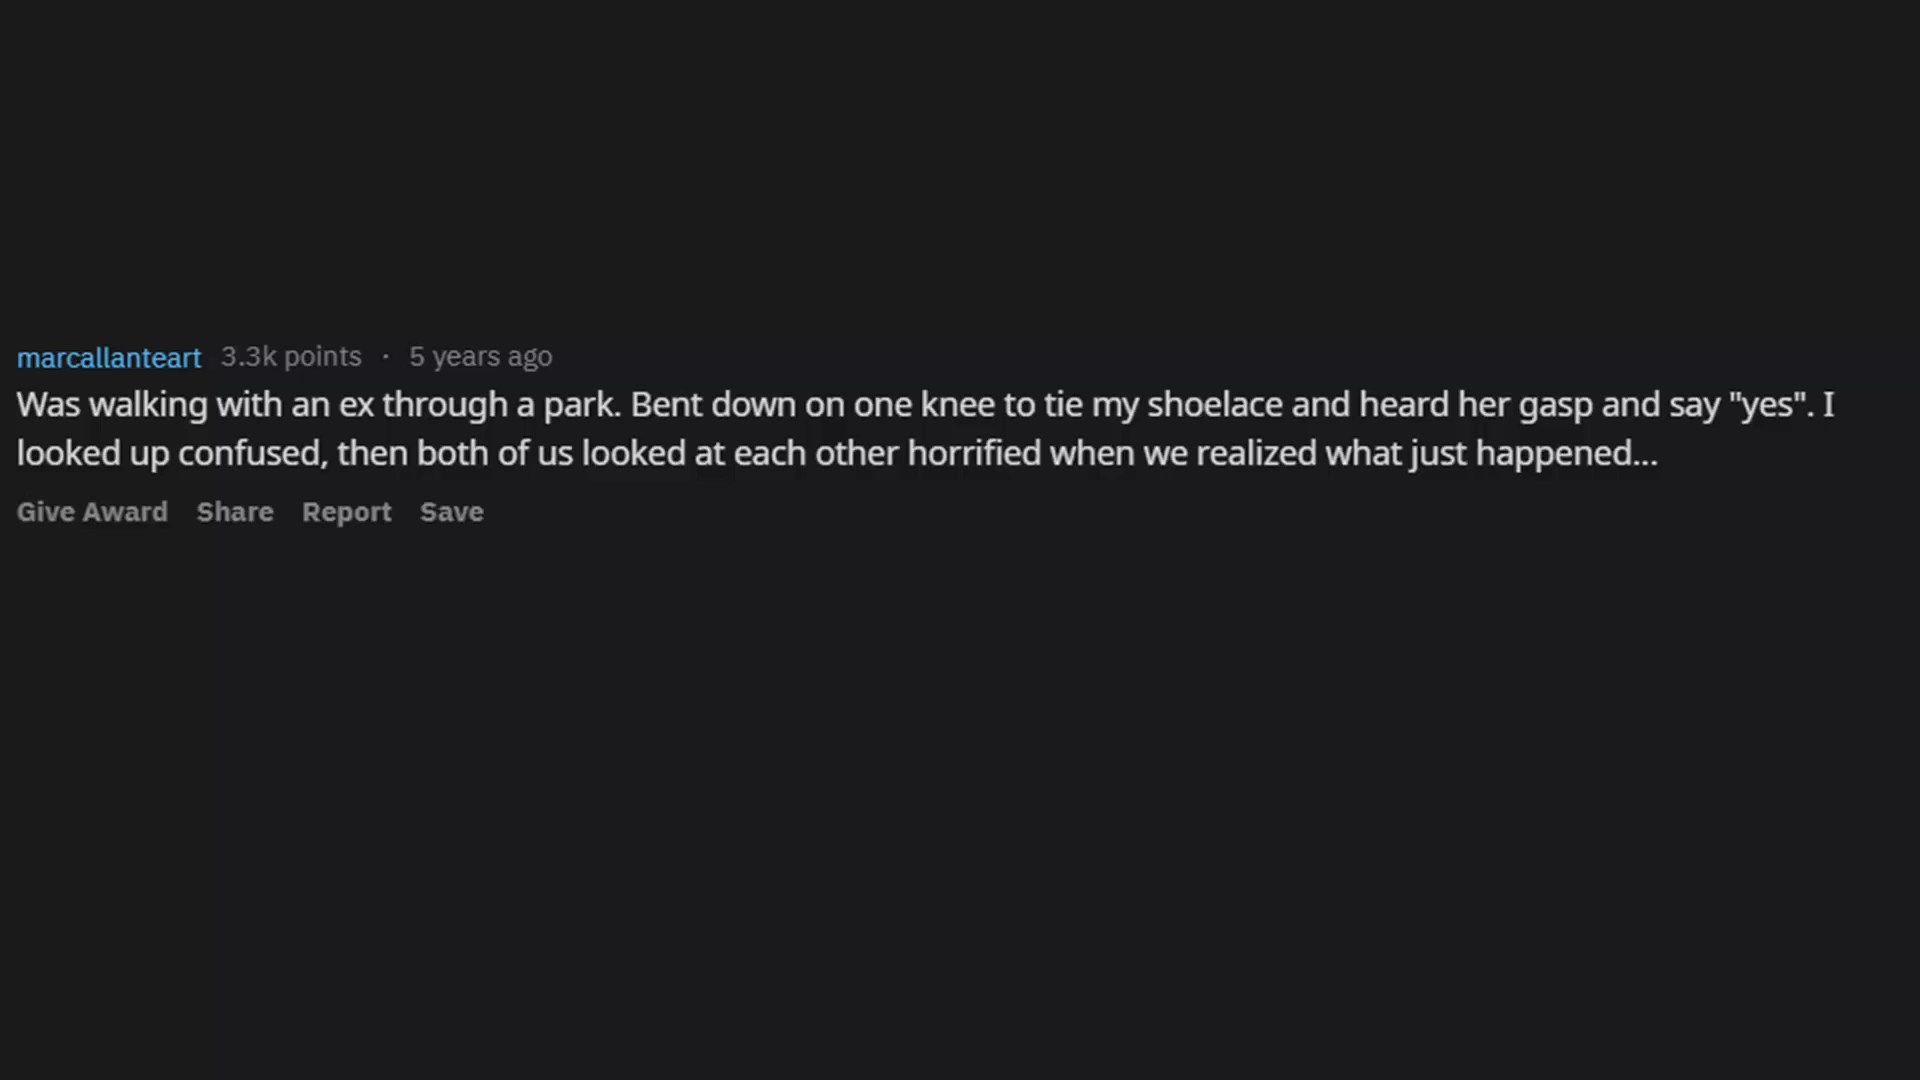 marcallanteart 3.3k points · 5 years ago
Was walking with an ex through a park. Bent down on one knee to tie my shoelace and heard her gasp and say "yes". I
looked up confused, then both of us looked at each other horrified when we realized what just happened...
Give Award Share Report Save